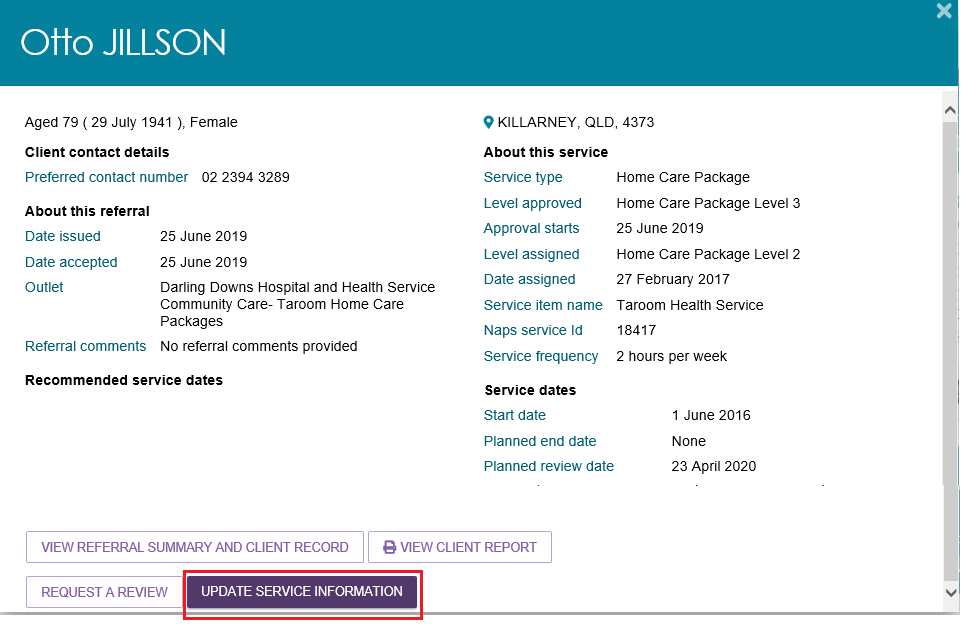 Otto JILLSON
Aged 79 ( 29 July 1941 ), Female
Client contact details
Preferred contact number 02 2394 3289
About this referral
Date issued 25 June 2019
Date accepted 25 June 2019
Outlet Darling Downs Hospital and Health Service
Community Care- Taroom Home Care
Packages
Referral comments No referral comments provided
Recommended service dates
KILLARNEY, QLD, 4373
About this service
Service type Home Care Package
Level approved Home Care Package Level 3
Approval starts 25 June 2019
Level assigned Home Care Package Level 2
Date assigned 27 February 2017
Service item name Taroom Health Service
Naps service Id 18417
Service frequency 2 hours per week
Service dates
Start date 1 June 2016
Planned end date None
Planned review date 23 April 2020
VIEW REFERRAL SUMMARY AND CLIENT RECORD VIEW CLIENT REPORT
REQUEST A REVIEW UPDATE SERVICE INFORMATION